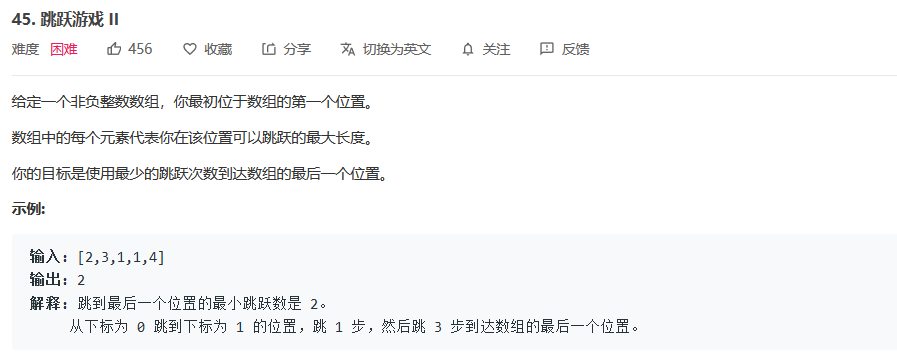 45. 跳跃游戏 II
难度 困难 456 收藏 分享 切换为英文 关注 反馈
给定一个非负整数数组，你最初位于数组的第一个位置。
数组中的每个元素代表你在该位置可以跳跃的最大长度。
你的目标是使用最少的跳跃次数到达数组的最后一个位置。
示例:
输入: [2,3,1,1,4]
输出: 2
解释: 跳到最后一个位置的最小跳跃数是 2。
从下标为 0 跳到下标为 1 的位置，跳 1 步，然后跳 3 步到达数组的最后一个位置。